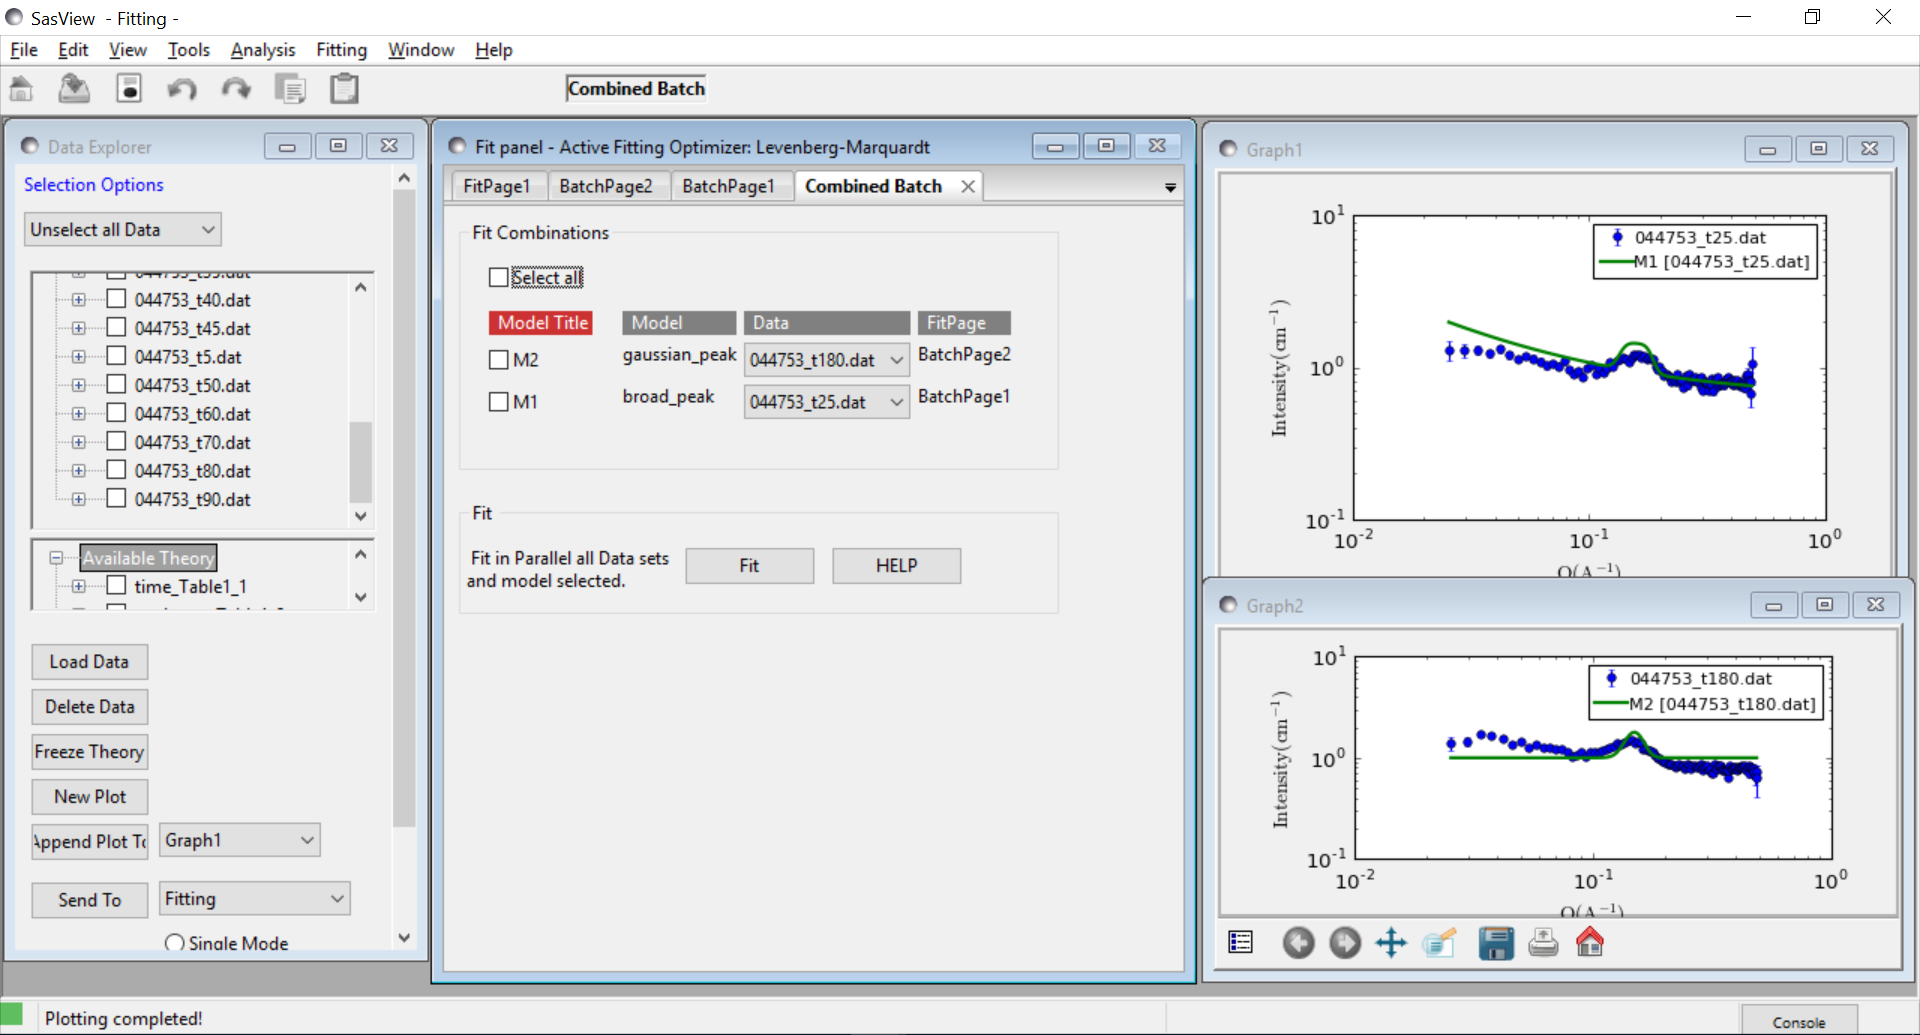 SasView - Fitting -
File Edit View Tools Analysis Fitting Window Help
Combined Batch
Data Explorer
Selection Options
Unselect all Data
044753_t40.dat
044753_t45.dat
044753_t5.dat
044753_t50.dat
044753_t60.dat
044753_t70.dat
044753_t80.dat
044753_t90.dat
Available Theory
time_Table1_1
Load Data
Delete Data
Freeze Theory
New Plot
Append Plot To Graph1
Send To Fitting
Single Mode
Fit panel - Active Fitting Optimizer: Levenberg-Marquardt
FitPage1 BatchPage2 BatchPage1 Combined Batch
Fit Combinations
Select all
Model Title Model Data FitPage
M2 gaussian_peak 044753_t180.dat BatchPage2
M1 broad_peak 044753_t25.dat BatchPage1
Fit
Fit in Parallel all Data sets
and model selected.
Fit HELP
Graph1
10^1
10^0
10^-1
Intensity(cm^-1)
044753_t25.dat
M1 [044753_t25.dat]
10^-2 10^-1 10^0
Q(A^-1)
Graph2
10^1
10^0
10^-1
Intensity(cm^-1)
044753_t180.dat
M2 [044753_t180.dat]
10^-2 10^-1 10^0
Q(A^-1)
Plotting completed!
Console